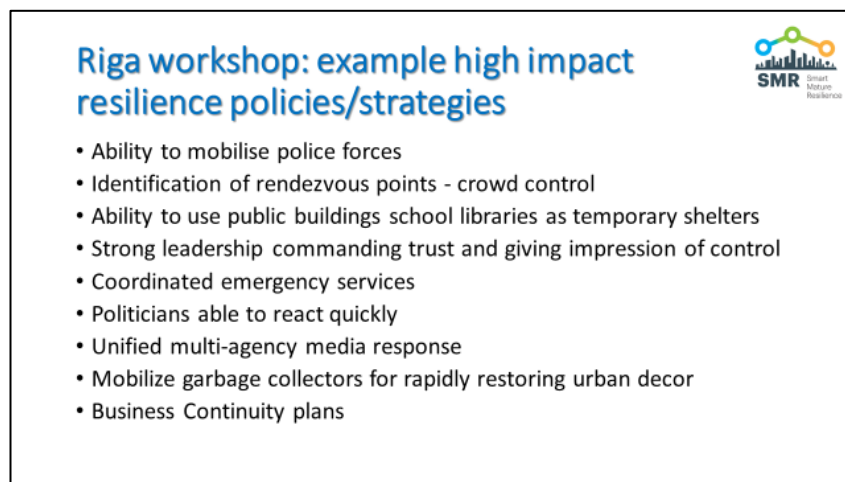 Riga workshop: example high impact
resilience policies/strategies
SMR
Smart
Mature
Resilience
• Ability to mobilise police forces
• Identification of rendezvous points - crowd control
• Ability to use public buildings school libraries as temporary shelters
• Strong leadership commanding trust and giving impression of control
• Coordinated emergency services
• Politicians able to react quickly
• Unified multi-agency media response
• Mobilize garbage collectors for rapidly restoring urban decor
• Business Continuity plans